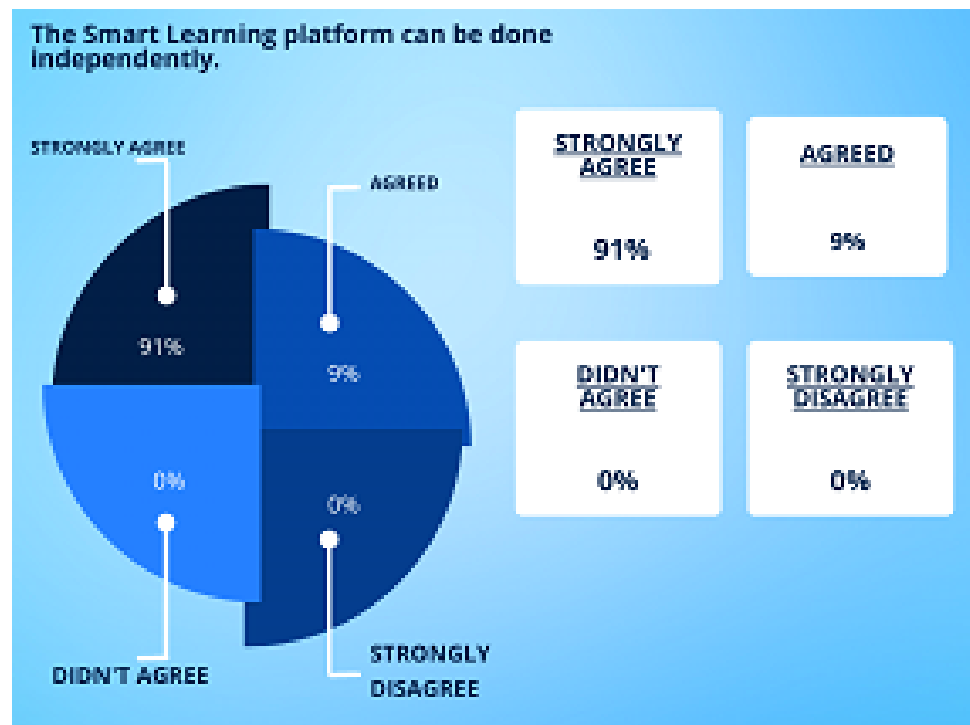 The Smart Learning platform can be done
independently.
STRONGLY AGREE
AGREED
91%
9%
0%
0%
DIDN'T AGREE
STRONGLY
DISAGREE
STRONGLY
AGREE
91%
AGREED
9%
DIDN'T
AGREE
0%
STRONGLY
DISAGREE
0%